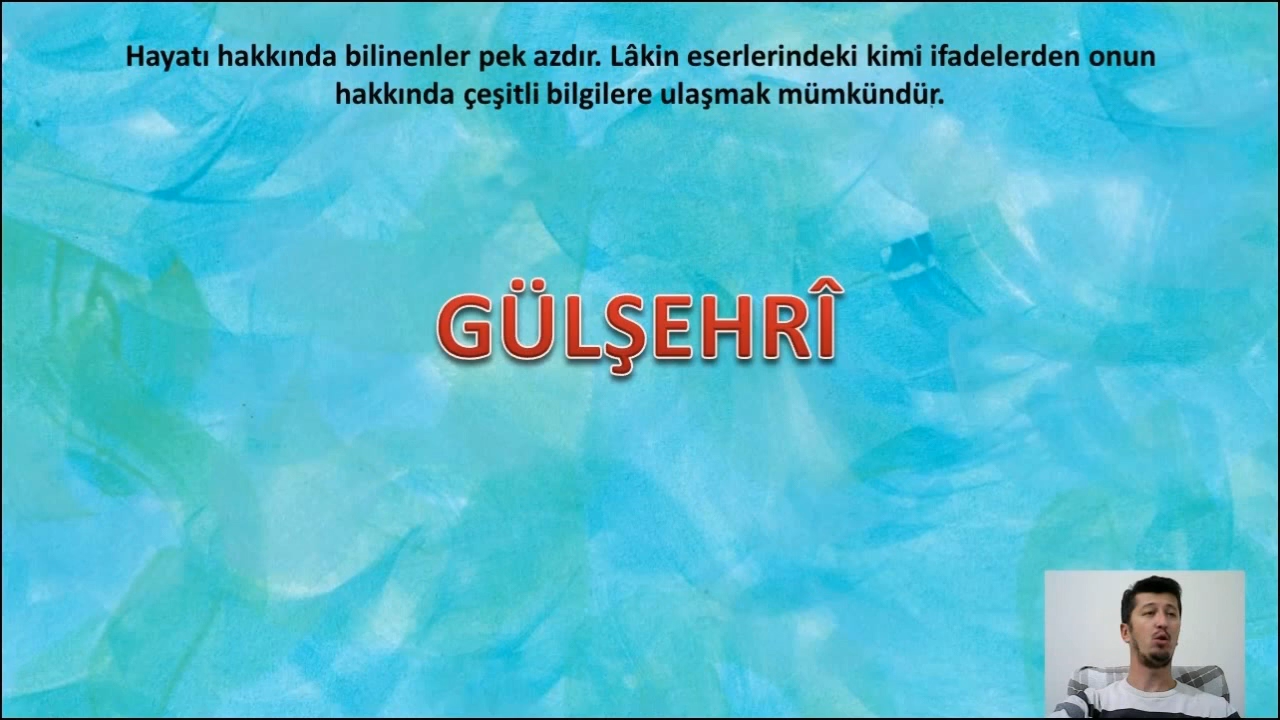 Hayatı hakkında bilinenler pek azdır. Lâkin eserlerindeki kimi ifadelerden onun
hakkında çeşitli bilgilere ulaşmak mümkündür.
GÜLŞEHRÎ